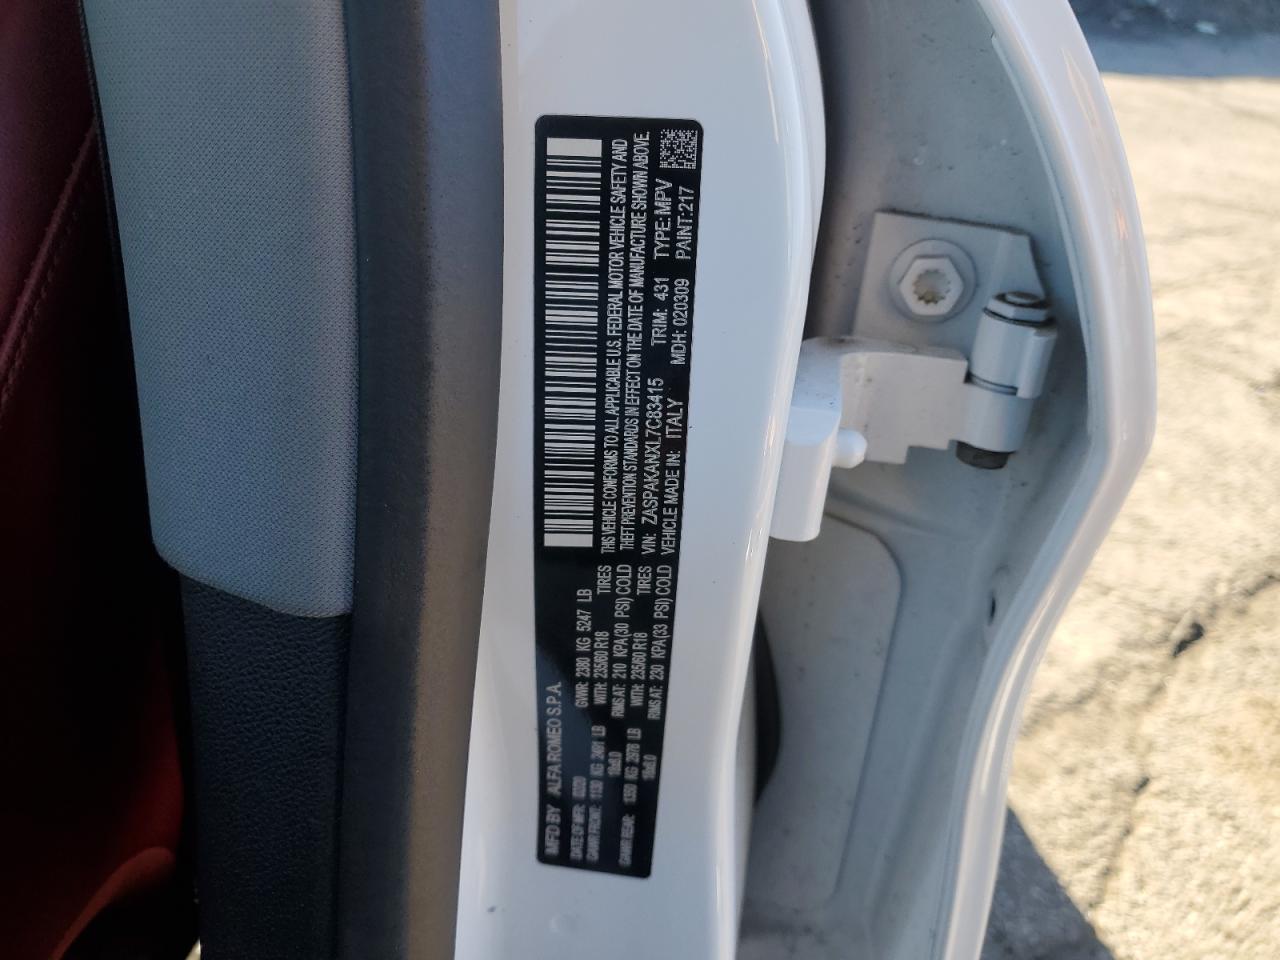 MFD BY ALFA ROMEO S.P.A.
DATE OF MFR: 02/20 GVWR: 2380 KG 5247 LB
GAWR FRONT: 1130 KG 2491 LB WITH: 235/60 R18 TIRES
18x8.0 RIMS AT: 210 KPA(30 PSI) COLD
GAWR REAR: 1350 KG 2976 LB WITH: 235/60 R18 TIRES
18x8.0 RIMS AT: 230 KPA(33 PSI) COLD
THIS VEHICLE CONFORMS TO ALL APPLICABLE U.S. FEDERAL MOTOR VEHICLE SAFETY AND
THEFT PREVENTION STANDARDS IN EFFECT ON THE DATE OF MANUFACTURE SHOWN ABOVE.
VIN: ZASPAKANXL7C83415 TRIM: 431 TYPE: MPV
VEHICLE MADE IN: ITALY MDH: 020309 PAINT: 217